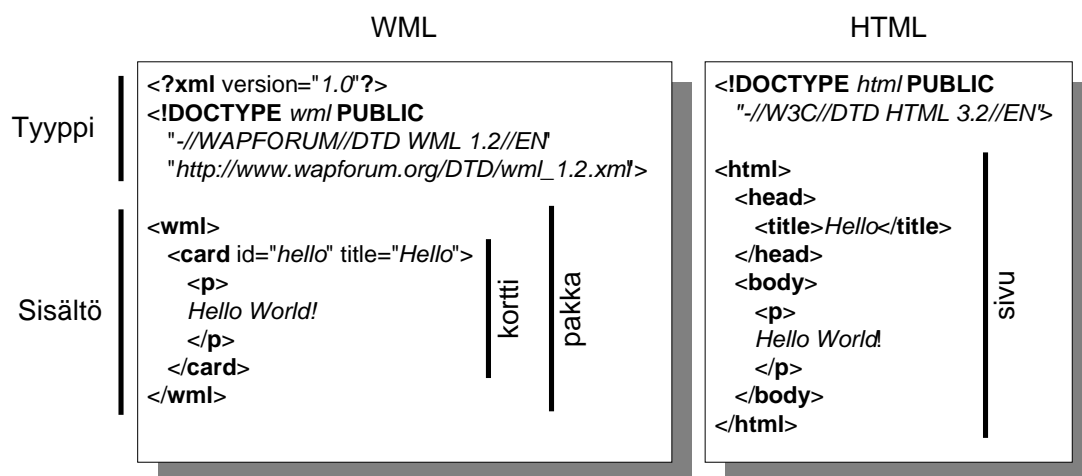 WML
Tyyppi
<?xml version="1.0"?>
<!DOCTYPE wml PUBLIC
"-//WAPFORUM//DTD WML 1.2//EN"
"http://www.wapforum.org/DTD/wml_1.2.xml">
Sisältö
<wml>
<card id="hello" title="Hello">
<p>
Hello World!
</p>
</card>
</wml>
kortti
pakka
HTML
<!DOCTYPE html PUBLIC
"-//W3C//DTD HTML 3.2//EN">
<html>
<head>
<title>Hello</title>
</head>
<body>
<p>
Hello World!
</p>
</body>
</html>
sivu